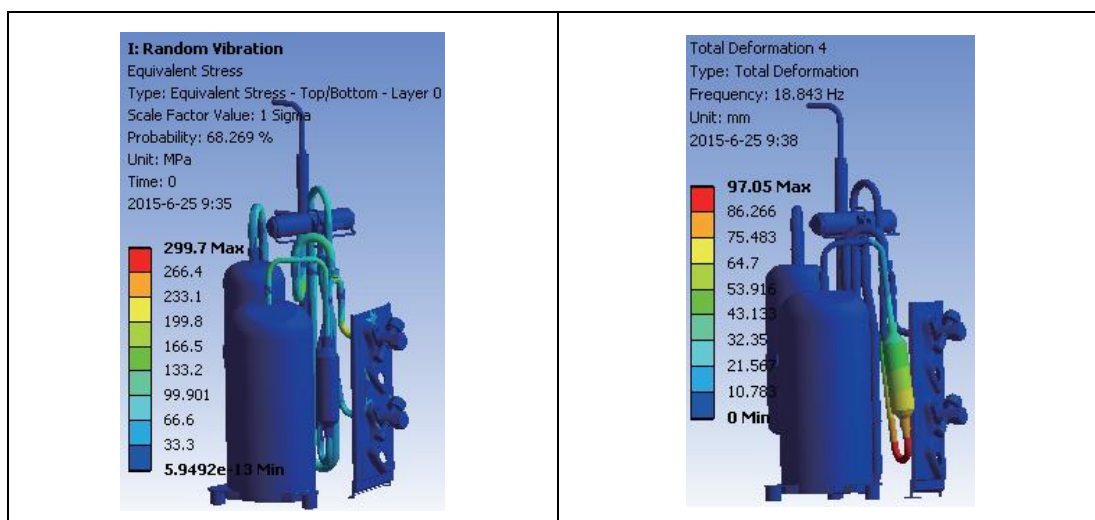 I: Random Vibration
Equivalent Stress
Type: Equivalent Stress - Top/Bottom - Layer 0
Scale Factor Value: 1 Sigma
Probability: 68.269 %
Unit: MPa
Time: 0
2015-6-25 9:35
299.7 Max
266.4
233.1
199.8
166.5
133.2
99.901
66.6
33.3
5.9492e-13 Min
Total Deformation 4
Type: Total Deformation
Frequency: 18.843 Hz
Unit: mm
2015-6-25 9:38
97.05 Max
86.266
75.483
64.7
53.916
43.133
32.35
21.567
10.783
0 Min